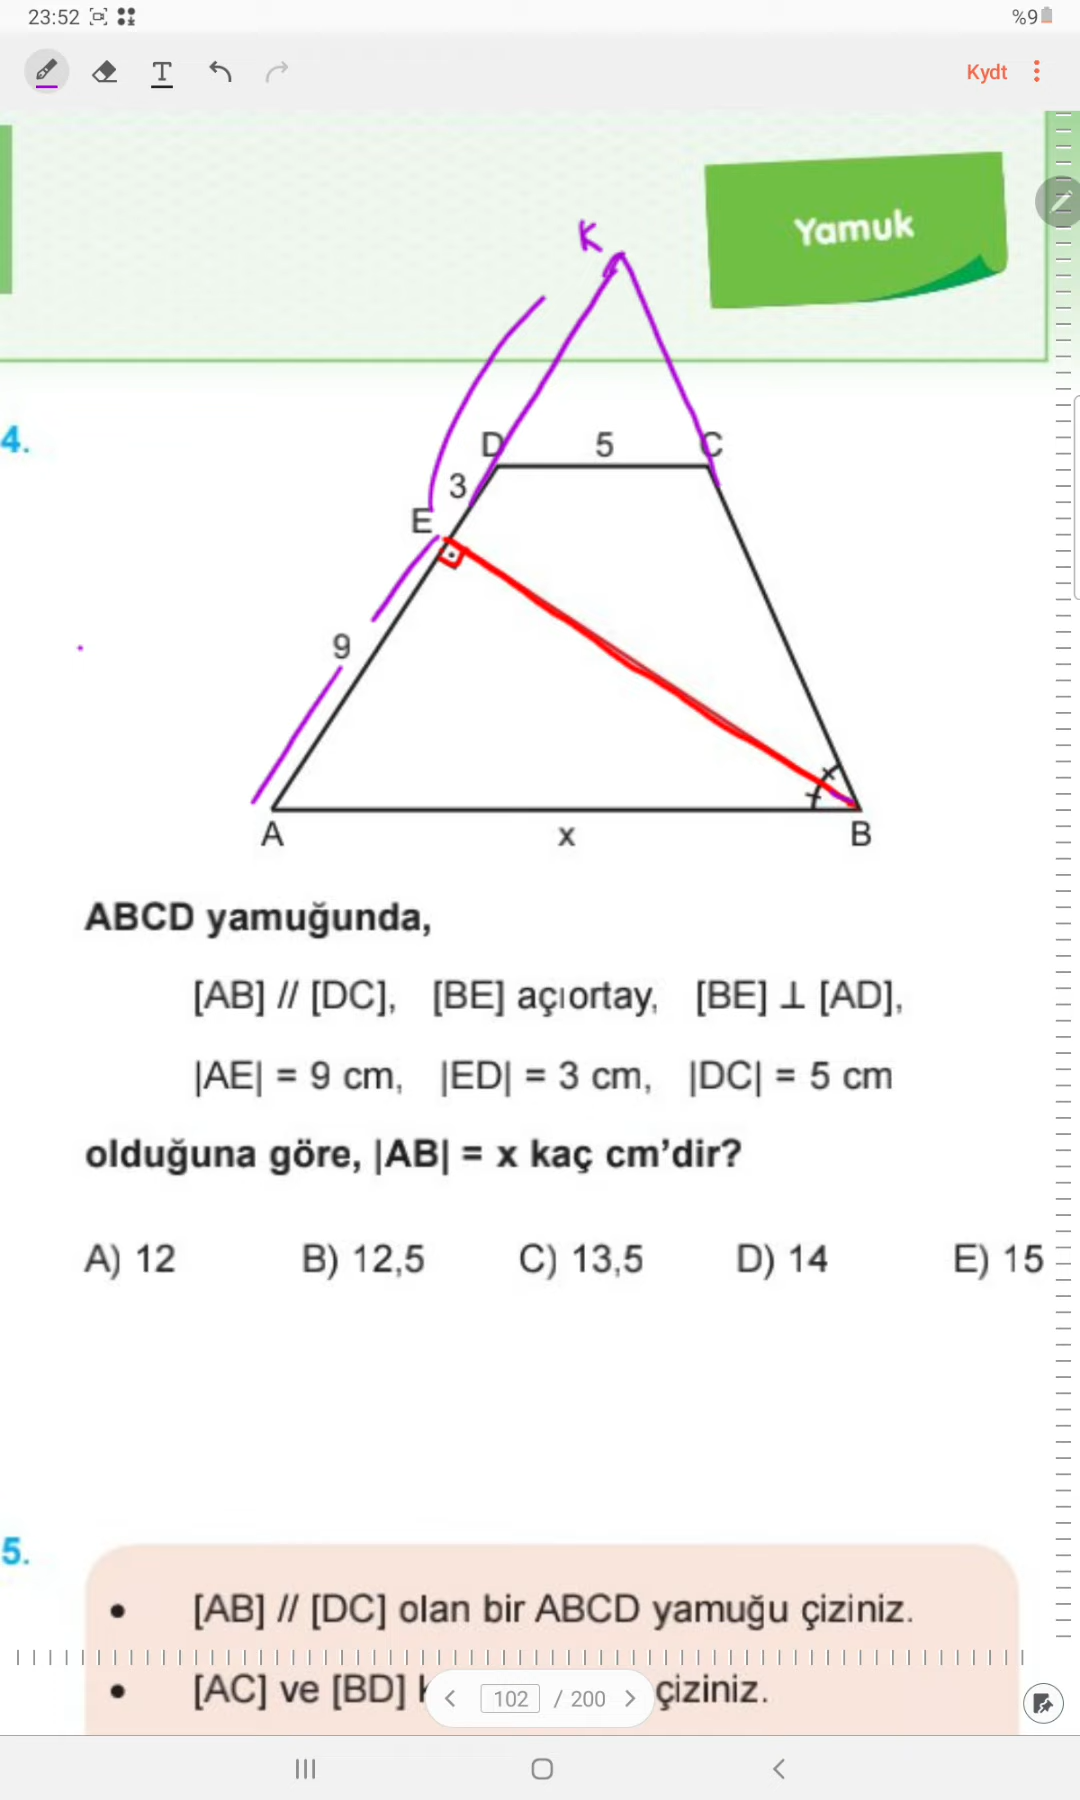 23:52
%9
T
Kydt
Yamuk
K
4.
D 5 C
3
E
9
A x B
ABCD yamuğunda,
[AB] // [DC], [BE] açıortay, [BE] ⊥ [AD],
|AE| = 9 cm, |ED| = 3 cm, |DC| = 5 cm
olduğuna göre, |AB| = x kaç cm'dir?
A) 12 B) 12,5 C) 13,5 D) 14 E) 15
5.
• [AB] // [DC] olan bir ABCD yamuğu çiziniz.
• [AC] ve [BD] çiziniz.
< 102 / 200 >